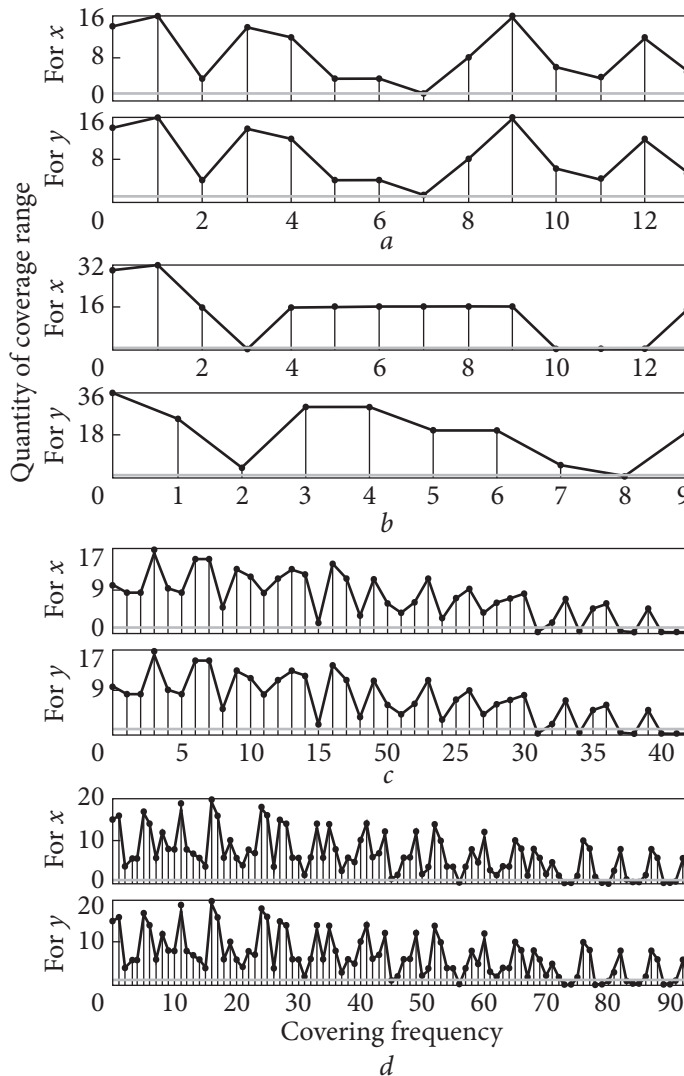 Quantity of coverage range
For x
16
8
0
For y
16
8
0 2 4 6 8 10 12
a
For x
32
16
0 2 4 6 8 10 12
For y
36
18
0 1 2 3 4 5 6 7 8 9
b
For x
17
9
0
For y
17
9
0 5 10 15 50 25 30 35 40
c
For x
20
10
0
For y
20
10
0 10 20 30 40 50 60 70 80 90
Covering frequency
d